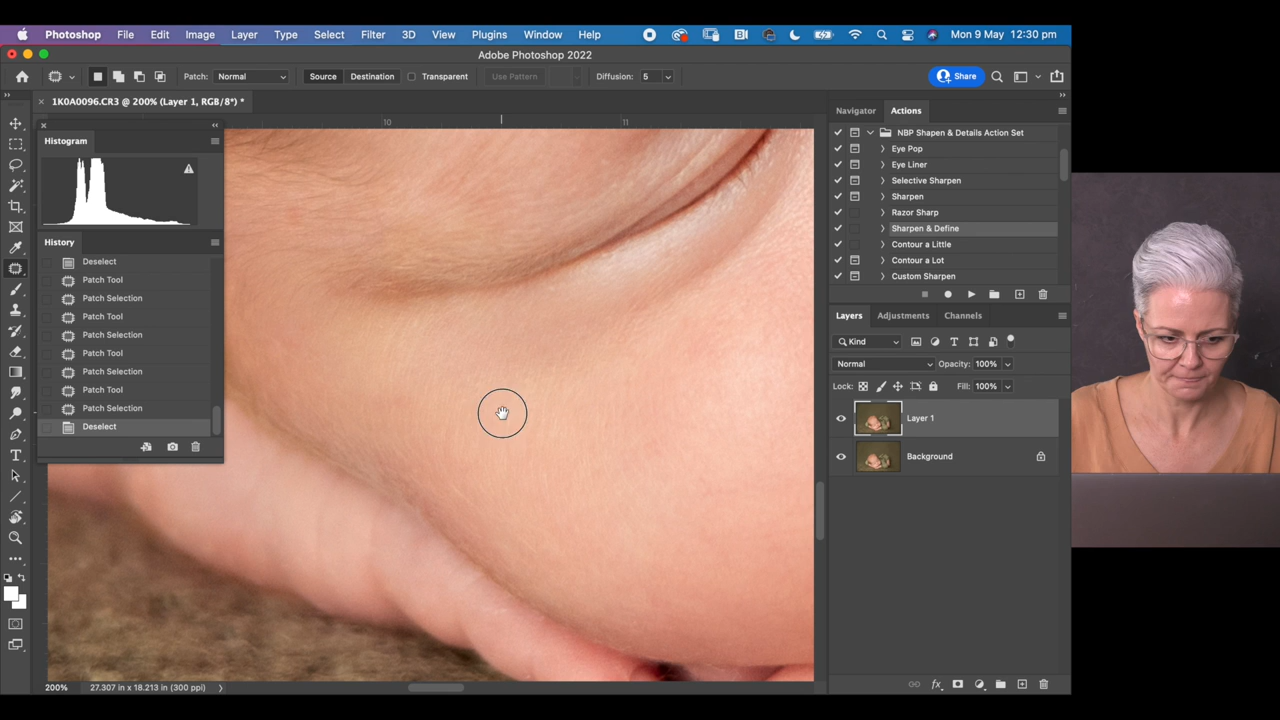 Photoshop File Edit Image Layer Type Select Filter 3D View Plugins Window Help Mon 9 May 12:30 pm
Adobe Photoshop 2022
Patch: Normal Source Destination Transparent Use Pattern Diffusion: 5 Share
1K0A0096.CR3 @ 200% (Layer 1, RGB/8*) *
10 11
Histogram
History
Deselect
Patch Tool
Patch Selection
Patch Tool
Patch Selection
Patch Tool
Patch Selection
Patch Tool
Patch Selection
Deselect
Navigator Actions
NBP Shapen & Details Action Set
Eye Pop
Eye Liner
Selective Sharpen
Sharpen
Razor Sharp
Sharpen & Define
Contour a Little
Contour a Lot
Custom Sharpen
Layers Adjustments Channels
Kind
Normal Opacity: 100%
Lock: Fill: 100%
Layer 1
Background
200% 27.307 in x 18.213 in (300 ppi)